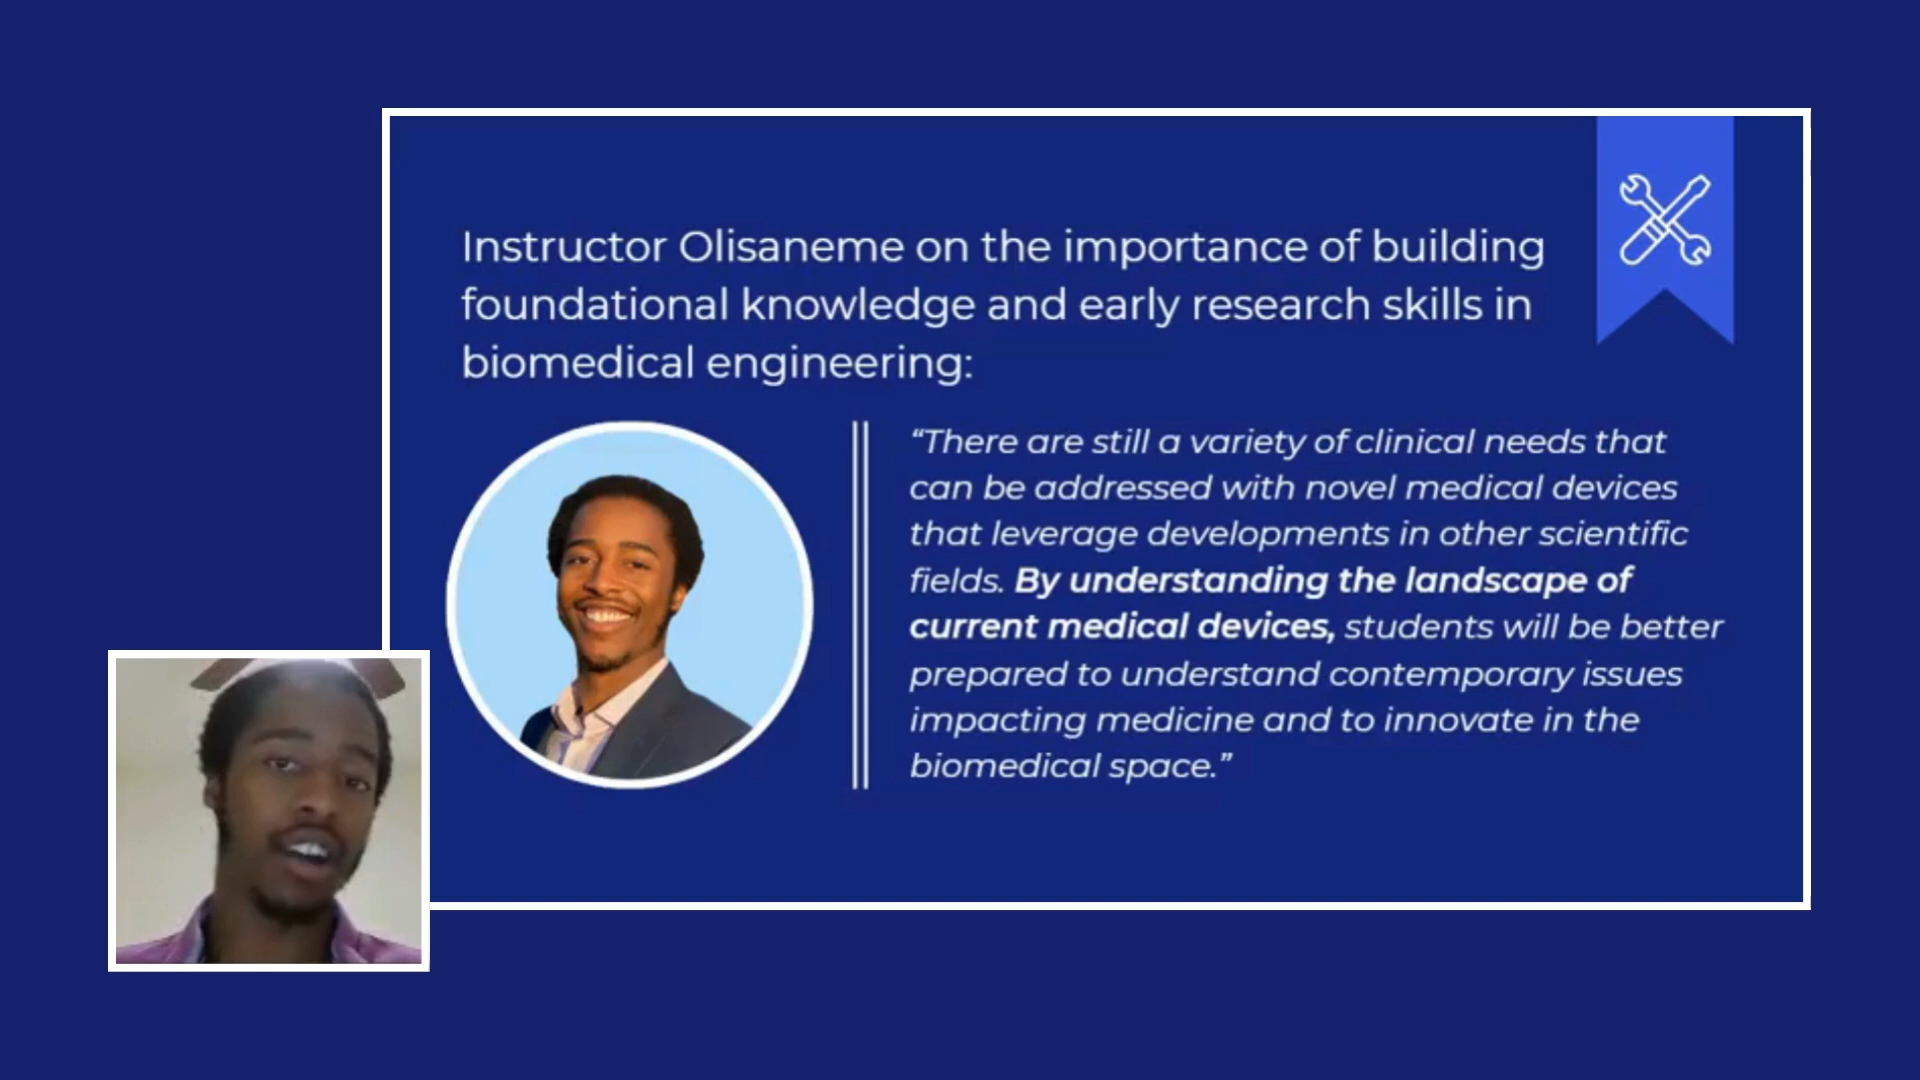 Instructor Olisaneme on the importance of building
foundational knowledge and early research skills in
biomedical engineering:
“There are still a variety of clinical needs that
can be addressed with novel medical devices
that leverage developments in other scientific
fields. By understanding the landscape of
current medical devices, students will be better
prepared to understand contemporary issues
impacting medicine and to innovate in the
biomedical space.”